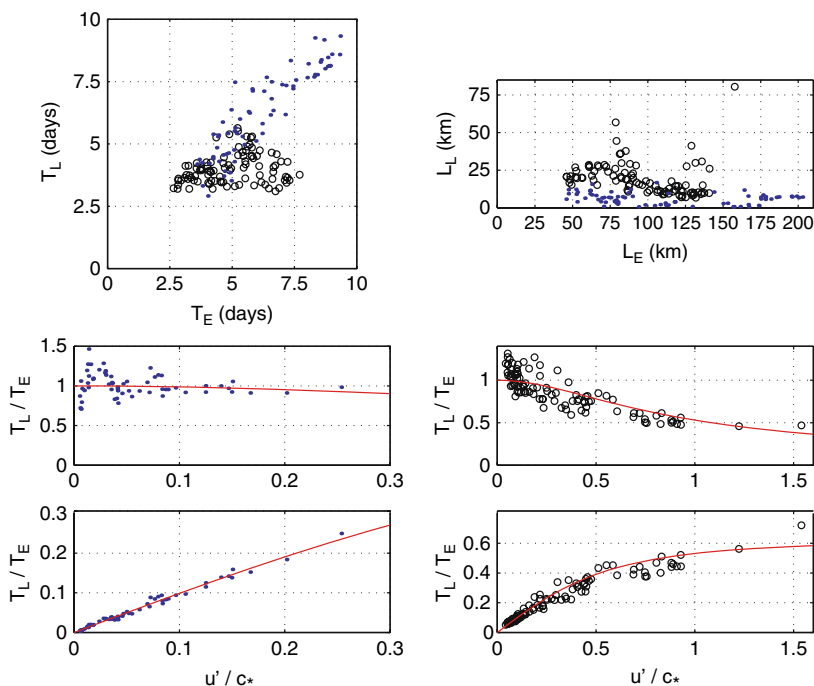 10
7.5
5
2.5
0
T_L (days)
0 2.5 5 7.5 10
T_E (days)
75
50
25
0
L_L (km)
0 25 50 75 100 125 150 175 200
L_E (km)
1.5
1
0.5
0
T_L / T_E
0 0.1 0.2 0.3
1
0.5
0
T_L / T_E
0 0.5 1 1.5
0.3
0.2
0.1
0
T_L / T_E
0 0.1 0.2 0.3
u' / c*
0.6
0.4
0.2
0
T_L / T_E
0 0.5 1 1.5
u' / c*